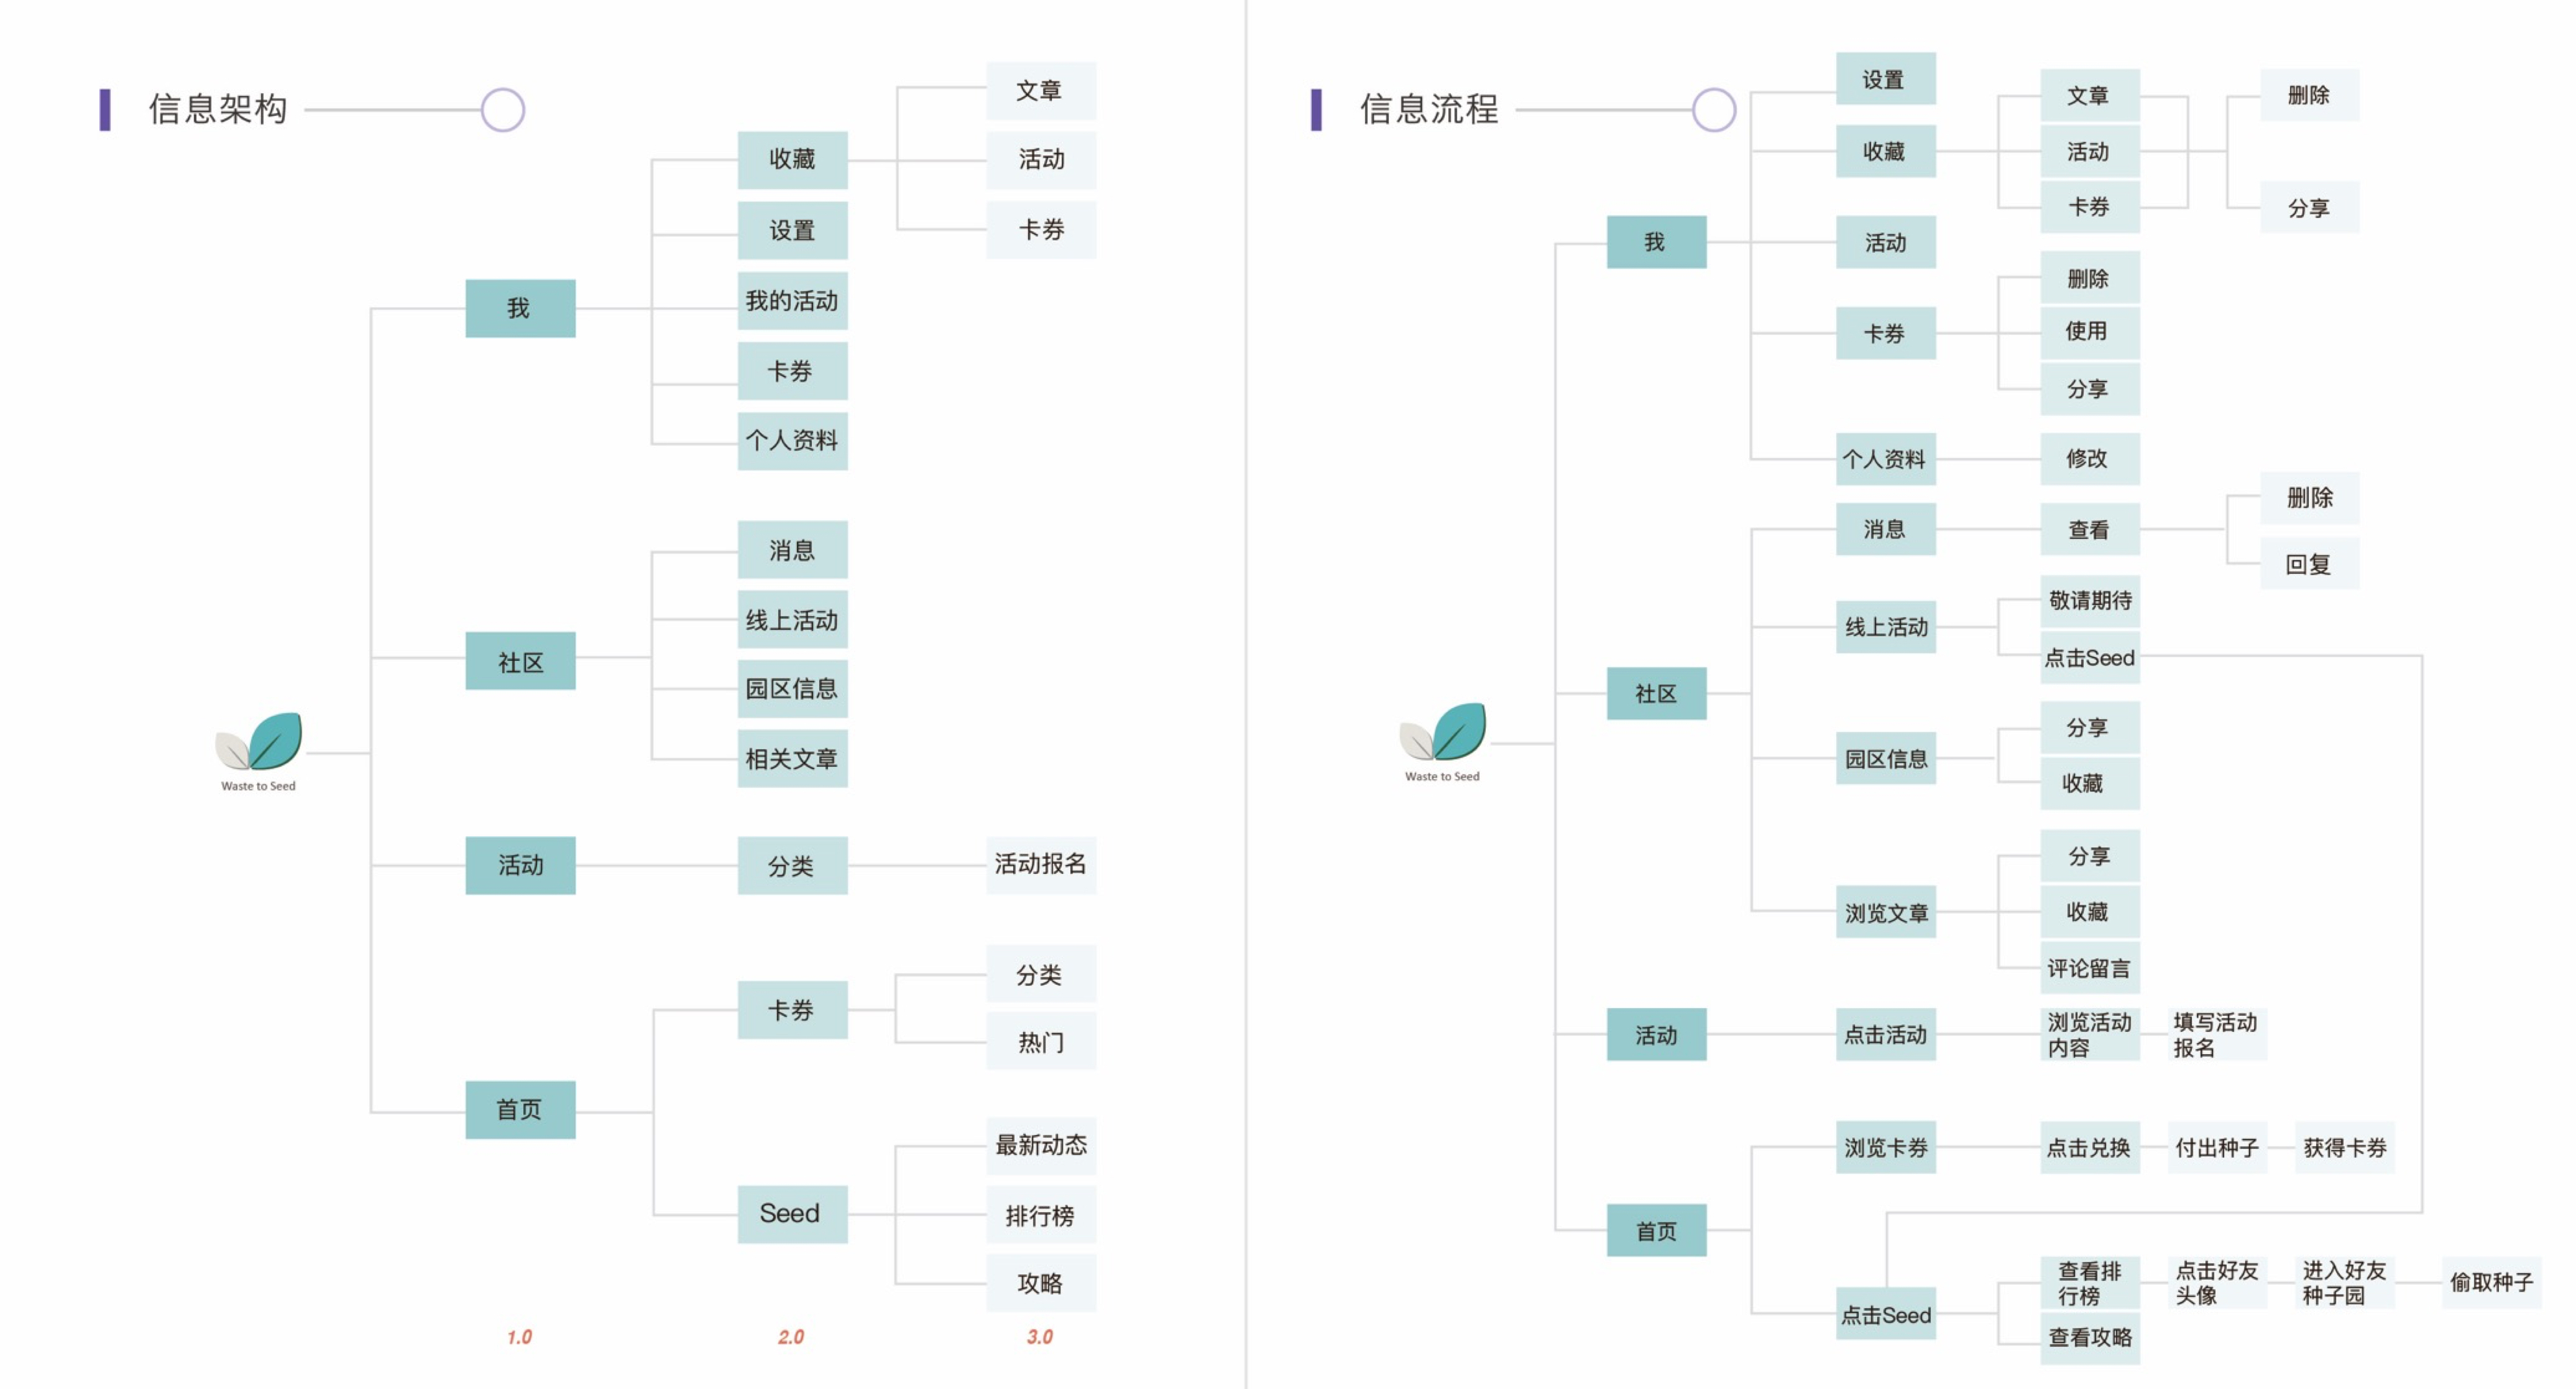 信息架构
文章
收藏
活动
设置
卡券
我
我的活动
卡券
个人资料
消息
线上活动
社区
园区信息
相关文章
Waste to Seed
活动
分类
活动报名
分类
卡券
热门
首页
最新动态
Seed
排行榜
攻略
1.0
2.0
3.0
信息流程
设置
文章
删除
收藏
活动
卡券
分享
我
活动
删除
卡券
使用
分享
个人资料
修改
消息
查看
删除
回复
线上活动
敬请期待
点击Seed
社区
园区信息
分享
收藏
Waste to Seed
浏览文章
分享
收藏
评论留言
活动
点击活动
浏览活动
内容
填写活动
报名
浏览卡券
点击兑换
付出种子
获得卡券
首页
点击Seed
查看排
行榜
点击好友
头像
进入好友
种子园
偷取种子
查看攻略